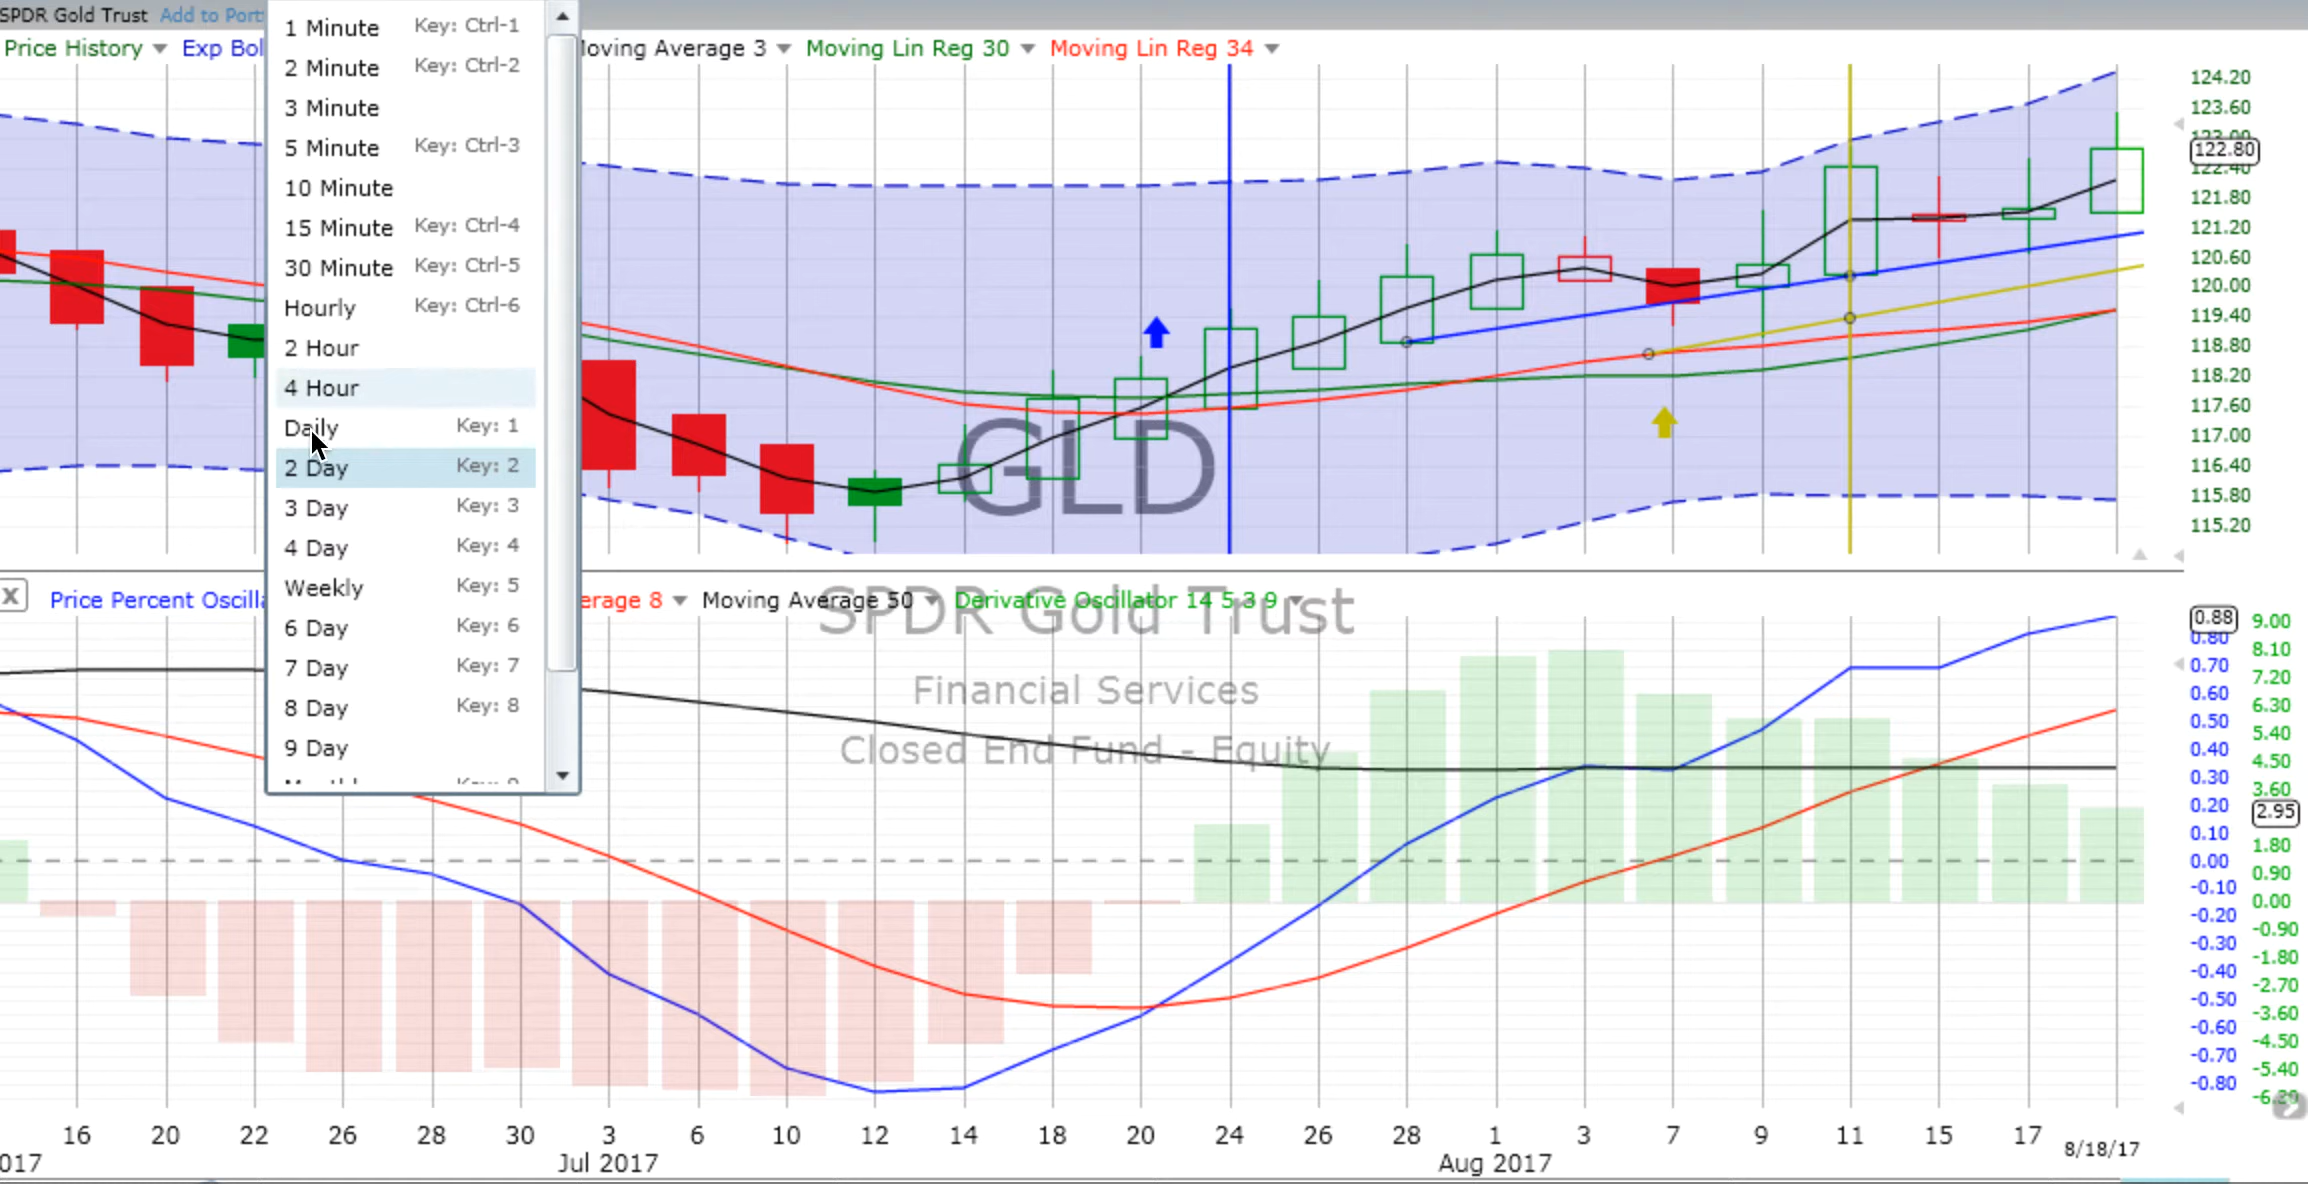 SPDR Gold Trust Add to Port
Price History Exp Bol Moving Average 3 Moving Lin Reg 30 Moving Lin Reg 34
1 Minute Key: Ctrl-1
2 Minute Key: Ctrl-2
3 Minute
5 Minute Key: Ctrl-3
10 Minute
15 Minute Key: Ctrl-4
30 Minute Key: Ctrl-5
Hourly Key: Ctrl-6
2 Hour
4 Hour
Daily Key: 1
2 Day Key: 2
3 Day Key: 3
4 Day Key: 4
Weekly Key: 5
6 Day Key: 6
7 Day Key: 7
8 Day Key: 8
9 Day
124.20
123.60
123.00
122.80
122.40
121.80
121.20
120.60
120.00
119.40
118.80
118.20
117.60
117.00
116.40
115.80
115.20
GLD
X Price Percent Oscilla erage 8 Moving Average 50 Derivative Oscillator 14 5 3 9
SPDR Gold Trust
Financial Services
Closed End Fund - Equity
0.88 9.00
0.80 8.10
0.70 7.20
0.60 6.30
0.50 5.40
0.40 4.50
0.30 3.60
0.20 2.95
0.10 1.80
0.00 0.90
-0.10 0.00
-0.20 -0.90
-0.30 -1.80
-0.40 -2.70
-0.50 -3.60
-0.60 -4.50
-0.70 -5.40
-0.80
16 20 22 26 28 30 3 6 10 12 14 18 20 24 26 28 1 3 7 9 11 15 17 8/18/17
017 Jul 2017 Aug 2017